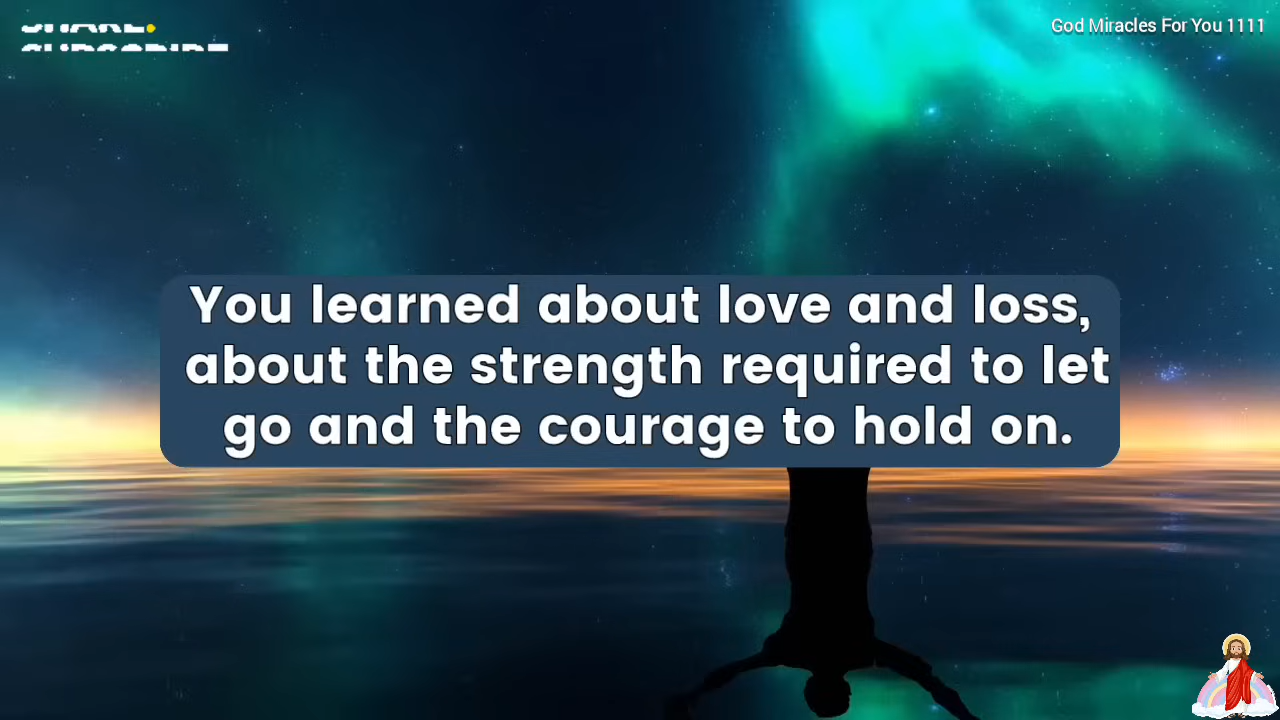 God Miracles For You 1111
You learned about love and loss,
about the strength required to let
go and the courage to hold on.